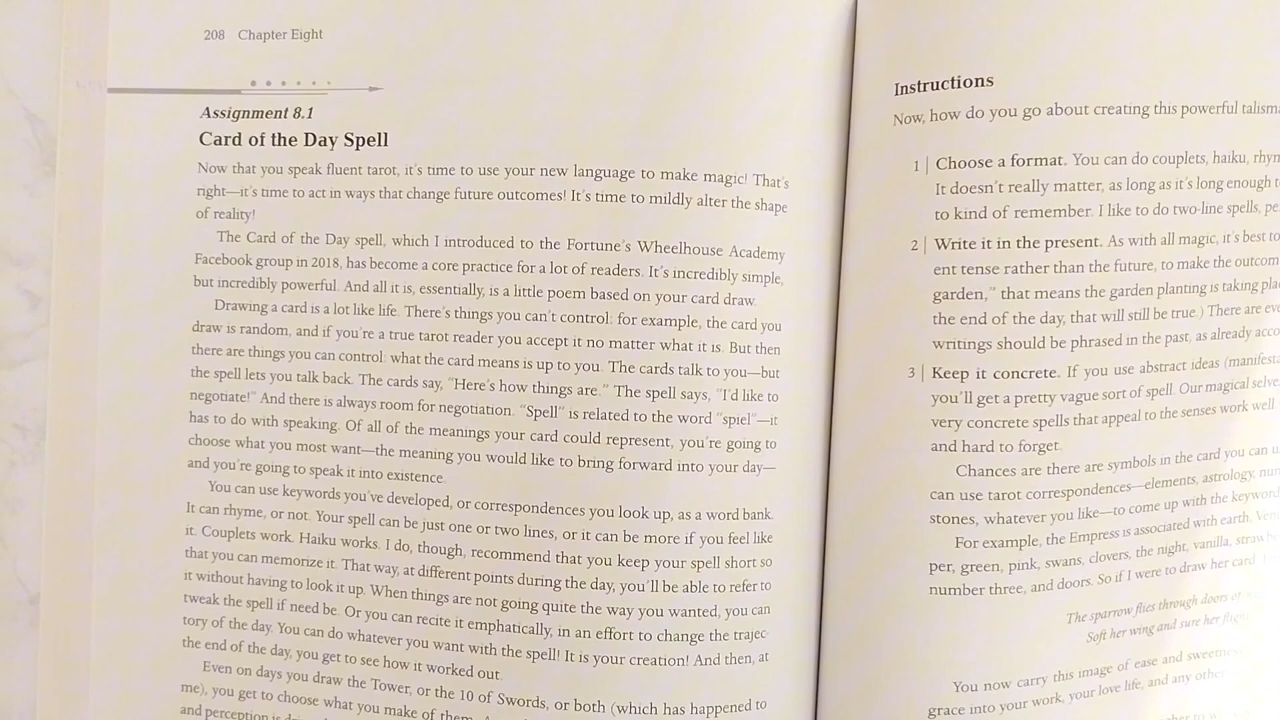 208 Chapter Eight
Assignment 8.1
Card of the Day Spell
Now that you speak fluent tarot, it's time to use your new language to make magic! That's
right—it's time to act in ways that change future outcomes! It's time to mildly alter the shape
of reality!
The Card of the Day spell, which I introduced to the Fortune's Wheelhouse Academy
Facebook group in 2018, has become a core practice for a lot of readers. It's incredibly simple,
but incredibly powerful. And all it is, essentially, is a little poem based on your card draw.
Drawing a card is a lot like life. There's things you can't control: for example, the card you
draw is random, and if you're a true tarot reader you accept it no matter what it is. But then
there are things you can control: what the card means is up to you. The cards talk to you—but
the spell lets you talk back. The cards say, "Here's how things are." The spell says, "I'd like to
negotiate!" And there is always room for negotiation. "Spell" is related to the word "spiel"—it
has to do with speaking. Of all of the meanings your card could represent, you're going to
choose what you most want—the meaning you would like to bring forward into your day—
and you're going to speak it into existence.
You can use keywords you've developed, or correspondences you look up, as a word bank.
It can rhyme, or not. Your spell can be just one or two lines, or it can be more if you feel like
it. Couplets work. Haiku works. I do, though, recommend that you keep your spell short so
that you can memorize it. That way, at different points during the day, you'll be able to refer to
it without having to look it up. When things are not going quite the way you wanted, you can
tweak the spell if need be. Or you can recite it emphatically, in an effort to change the trajec-
tory of the day. You can do whatever you want with the spell! It is your creation! And then, at
the end of the day, you get to see how it worked out.
Even on days you draw the Tower, or the 10 of Swords, or both (which has happened to
me), you get to choose what you make of them.
and perception is
Instructions
Now, how do you go about creating this powerful
1 | Choose a format. You can do couplets, haiku,
It doesn't really matter, as long as it's long enough
to kind of remember. I like to do two-line spells,
2 | Write it in the present. As with all magic, it's best to
ent tense rather than the future, to make the
garden," that means the garden planting is taking
the end of the day, that will still be true.) There are
writings should be phrased in the past, as already
3 | Keep it concrete. If you use abstract ideas
you'll get a pretty vague sort of spell. Our magical
very concrete spells that appeal to the senses work well
and hard to forget.
Chances are there are symbols in the card you can
can use tarot correspondences—elements, astrology,
stones, whatever you like—to come up with the
For example, the Empress is associated with earth,
per, green, pink, swans, clovers, the night, vanilla,
number three, and doors. So if I were to draw her card
The sparrow flies through doors of
Soft her wing and sure her
You now carry this image of ease and
grace into your work, your love life, and any other